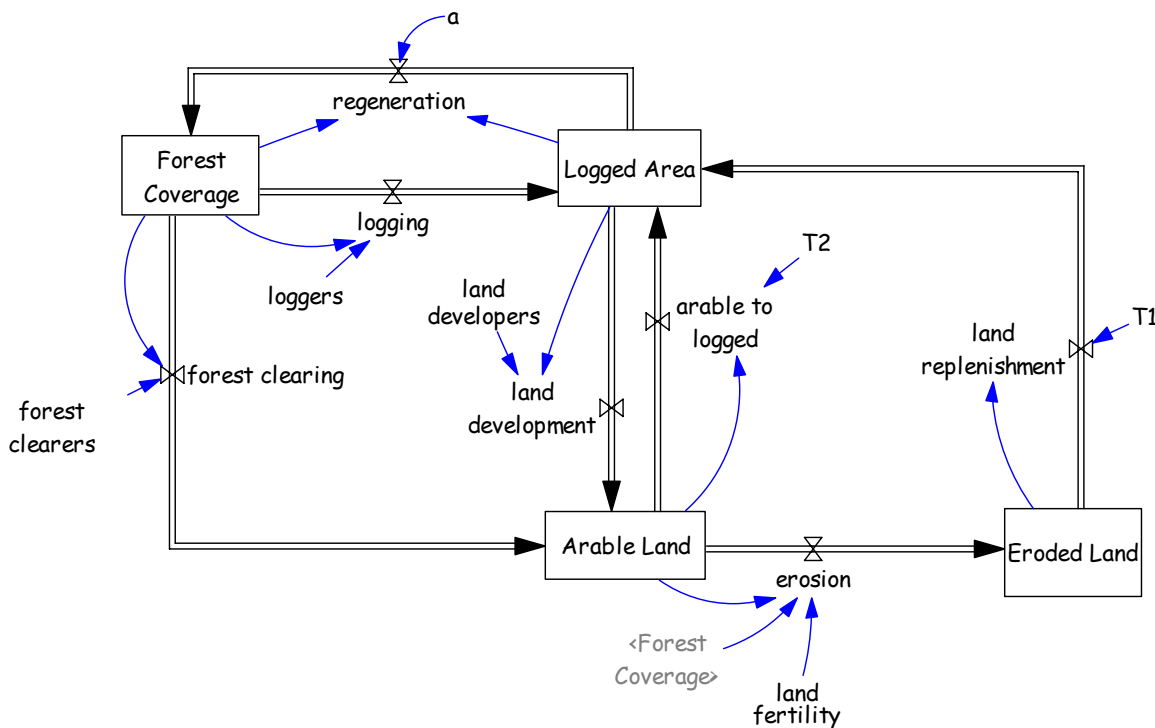 a
regeneration
Forest
Coverage
Logged Area
logging
loggers
T2
land
developers
arable to
logged
T1
land
replenishment
forest clearing
forest
clearers
land
development
Arable Land
Eroded Land
erosion
<Forest
Coverage>
land
fertility